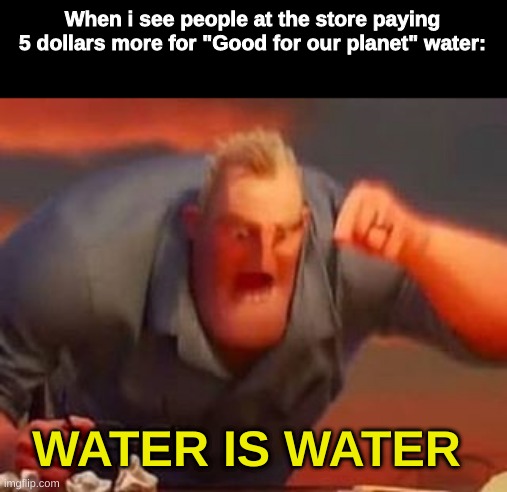 When i see people at the store paying
5 dollars more for "Good for our planet" water:
WATER IS WATER
imgflip.com